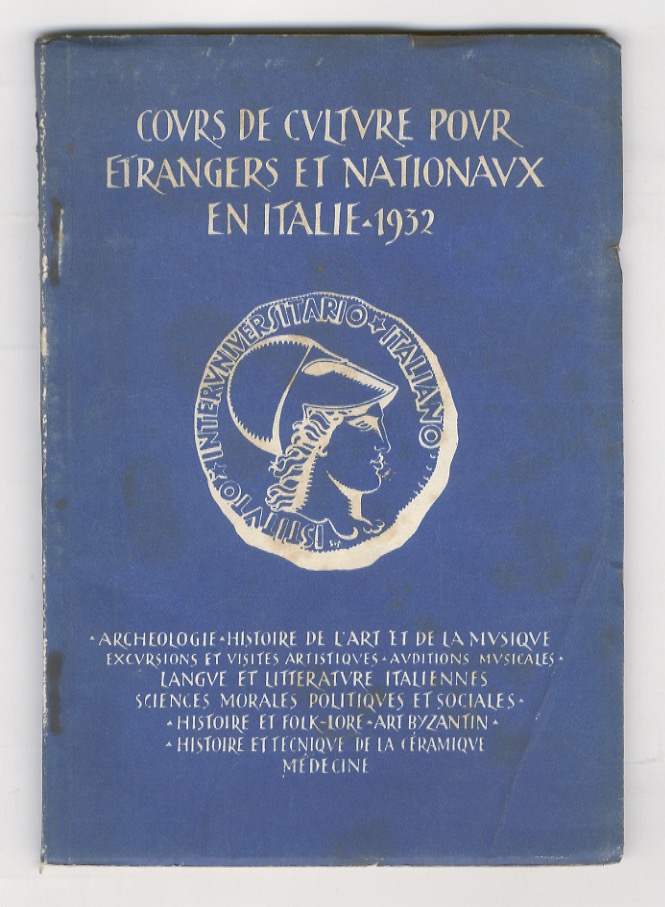 COVRS DE CVLTVRE POVR
ETRANGERS ET NATIONAVX
EN ITALIE▴1932
ISTITVTO★INTERVNIVERSITARIO★ITALIANO
▴ARCHEOLOGIE▴HISTOIRE DE L'ART ET DE LA MVSIQVE
EXCVRSIONS ET VISITES ARTISTIQVES▴AVDITIONS MVSICALES▴
LANGVE ET LITTERATVRE ITALIENNES
SCIENCES MORALES POLITIQVES ET SOCIALES▴
▴HISTOIRE ET FOLK-LORE▴ART BYZANTIN▴
▴HISTOIRE ET TECNIQVE DE LA CÉRAMIQVE
MÉDECINE